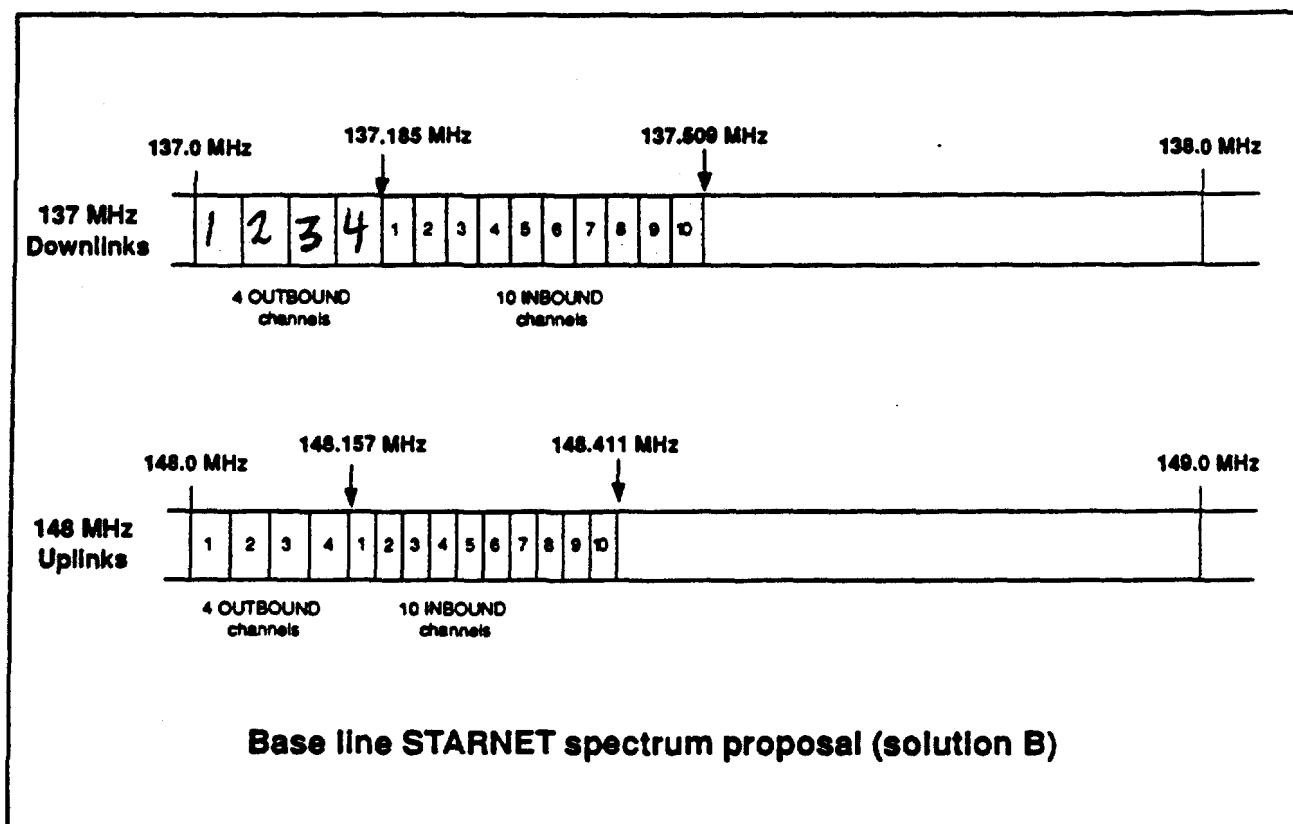 137.0 MHz 137.185 MHz 137.509 MHz 138.0 MHz
137 MHz
Downlinks
1 2 3 4 1 2 3 4 5 6 7 8 9 10
4 OUTBOUND
channels
10 INBOUND
channels
148.0 MHz 148.157 MHz 148.411 MHz 149.0 MHz
148 MHz
Uplinks
1 2 3 4 1 2 3 4 5 6 7 8 9 10
4 OUTBOUND
channels
10 INBOUND
channels
Base line STARNET spectrum proposal (solution B)